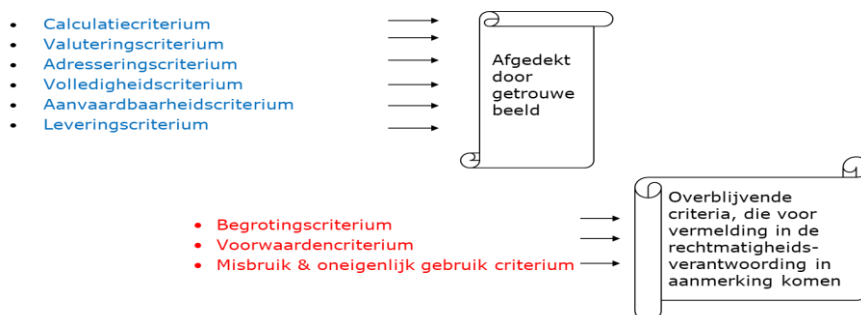 • Calculatiecriterium
• Valuteringscriterium
• Adresseringscriterium
• Volledigheidscriterium
• Aanvaardbaarheidscriterium
• Leveringscriterium
Afgedekt
door
getrouwe
beeld
• Begrotingscriterium
• Voorwaardencriterium
• Misbruik & oneigenlijk gebruik criterium
Overblijvende
criteria, die voor
vermelding in de
rechtmatigheids-
verantwoording in
aanmerking komen